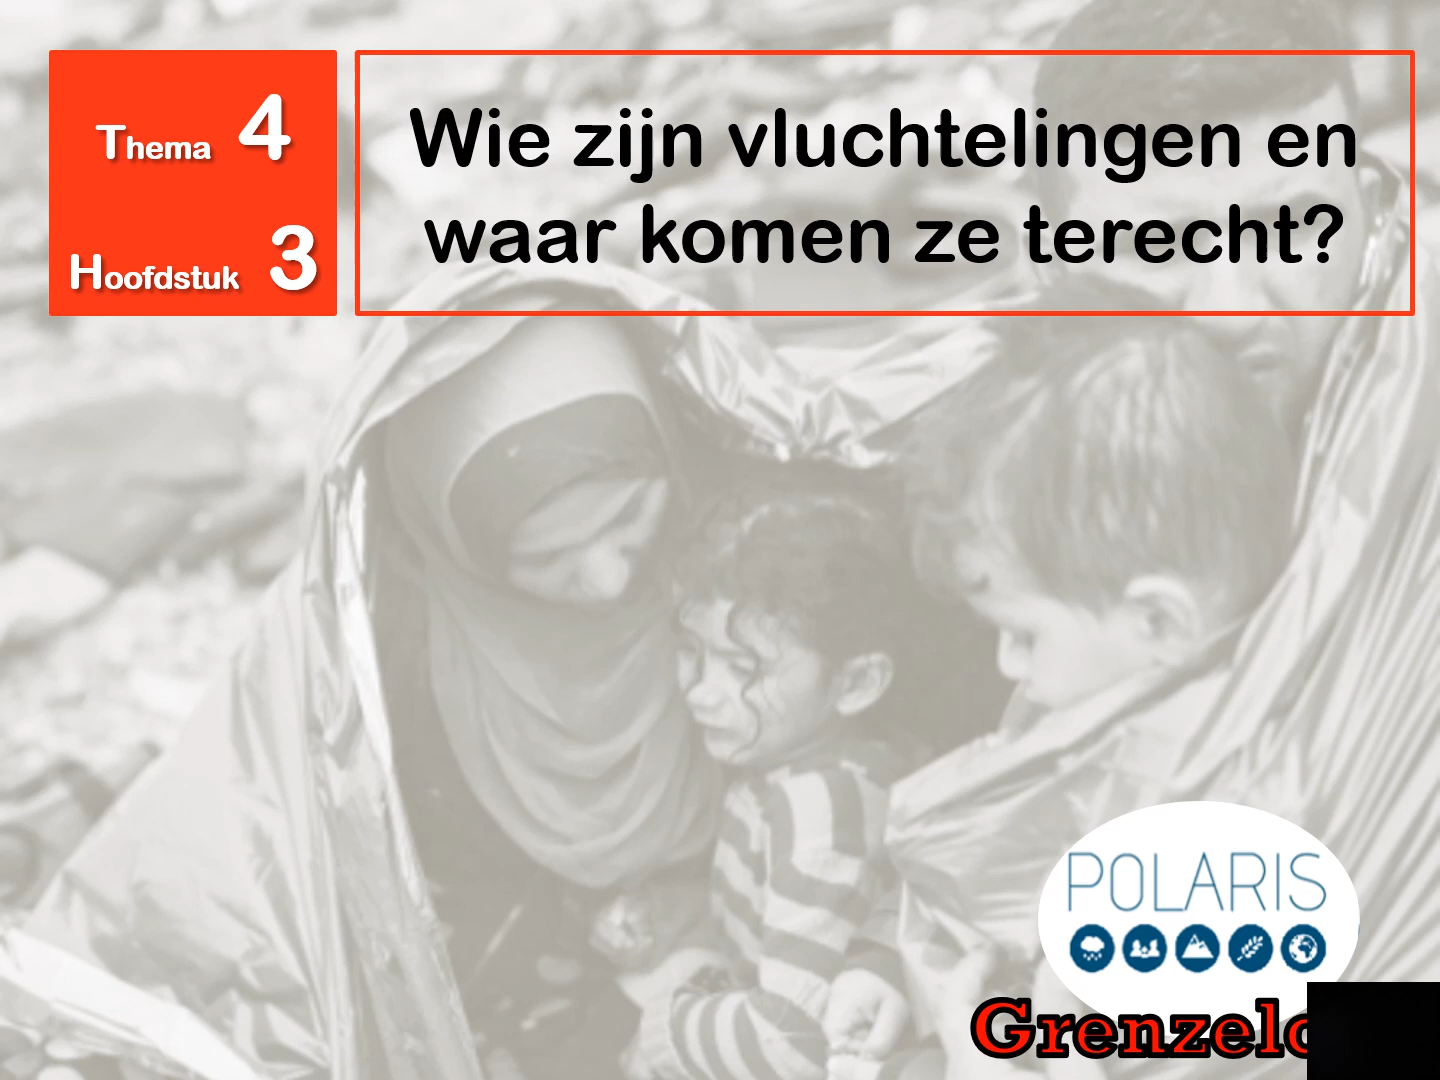 Thema 4
Hoofdstuk 3
Wie zijn vluchtelingen en
waar komen ze terecht?
POLARIS